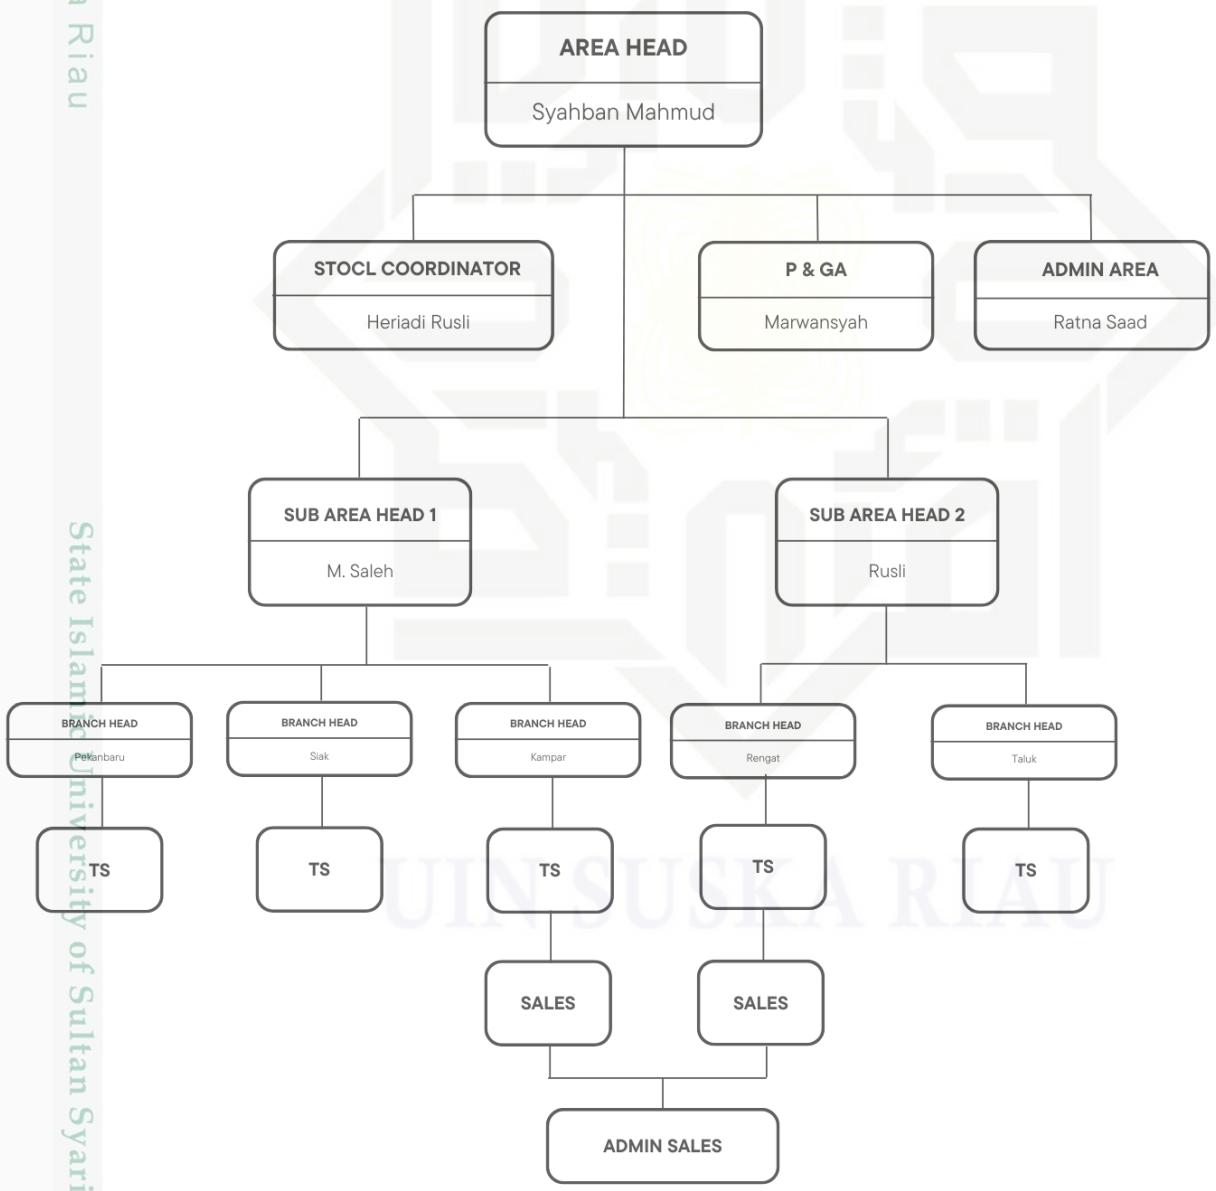 AREA HEAD
Syahban Mahmud
STOCL COORDINATOR
Heriadi Rusli
P & GA
Marwansyah
ADMIN AREA
Ratna Saad
SUB AREA HEAD 1
M. Saleh
SUB AREA HEAD 2
Rusli
BRANCH HEAD
Pekanbaru
BRANCH HEAD
Siak
BRANCH HEAD
Kampar
BRANCH HEAD
Rengat
BRANCH HEAD
Taluk
TS
TS
TS
TS
TS
SALES
SALES
ADMIN SALES
UIN SUSKA RIAU
Riau
State Islamic University of Sultan Syari